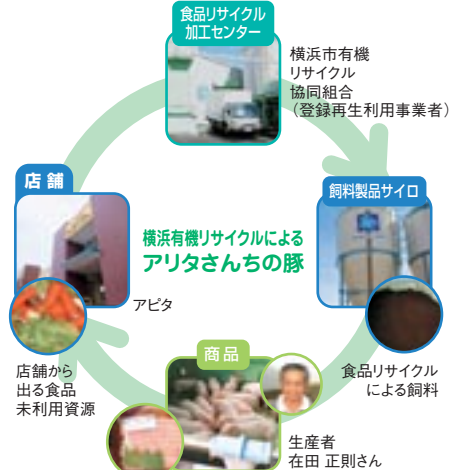 食品リサイクル
加工センター
横浜市有機
リサイクル
協同組合
（登録再生利用事業者）
店舗
飼料製品サイロ
横浜有機リサイクルによる
アリタさんちの豚
アピタ
店舗から
出る食品
未利用資源
商品
食品リサイクル
による飼料
生産者
在田 正則さん